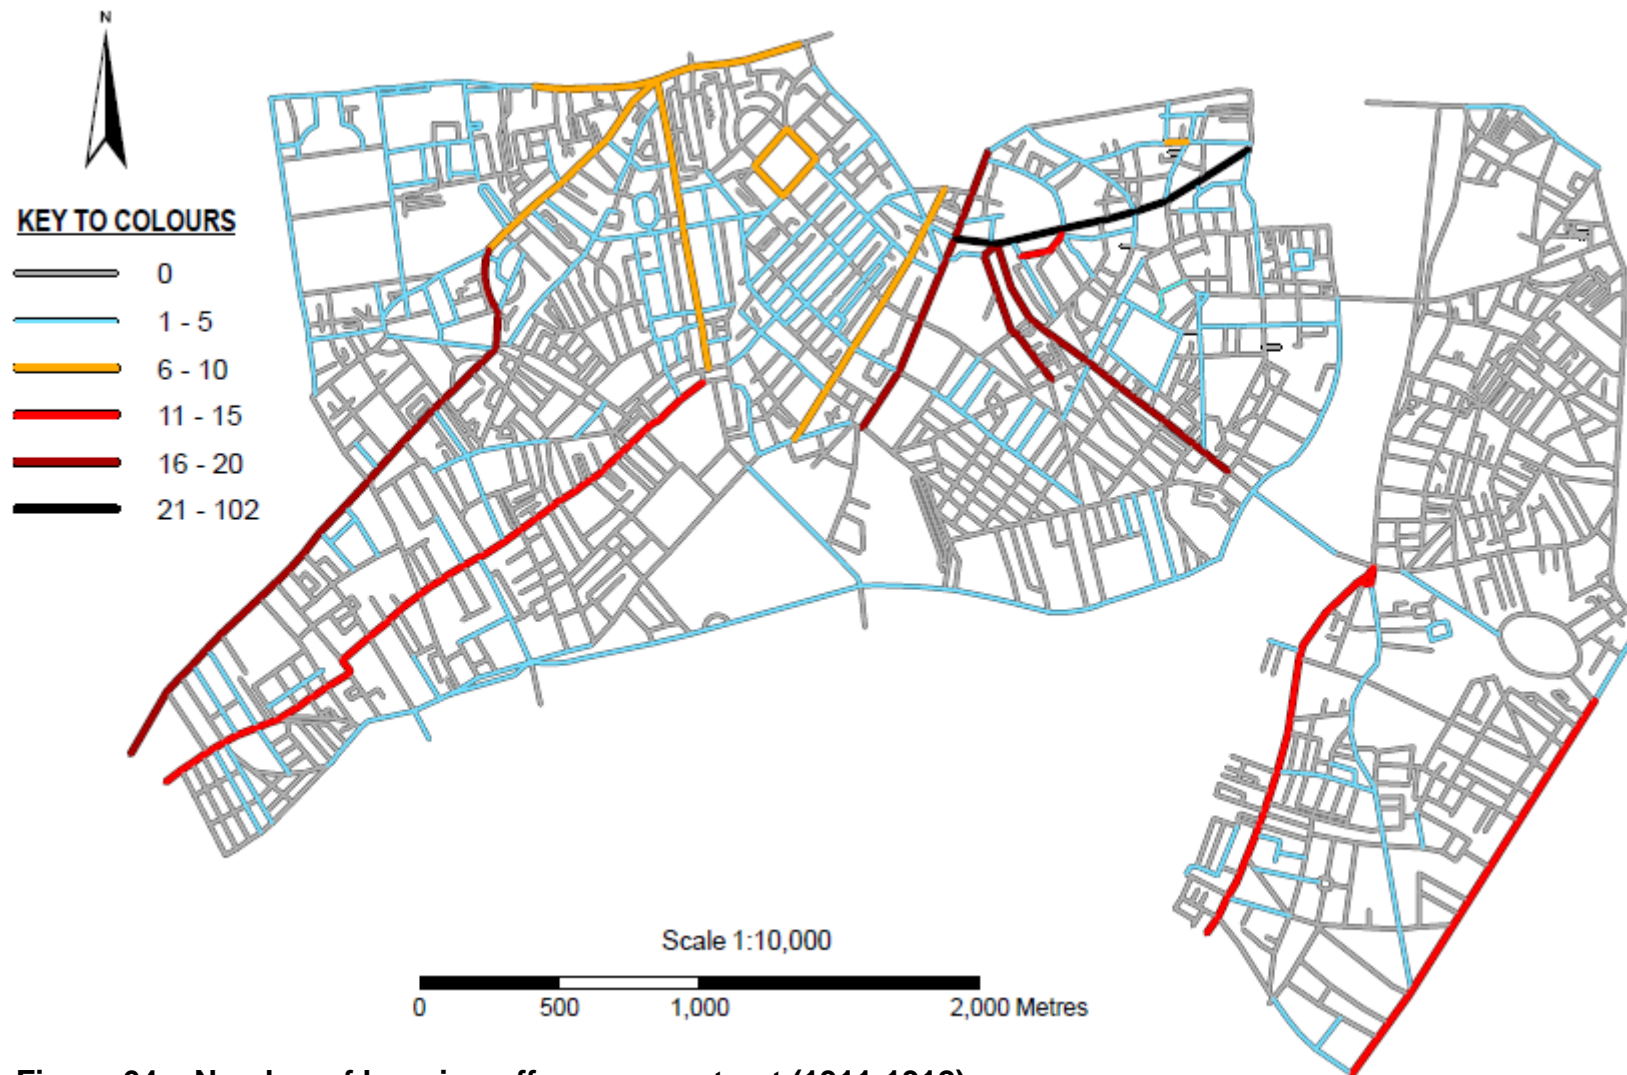 N
KEY TO COLOURS
0
1 - 5
6 - 10
11 - 15
16 - 20
21 - 102
Scale 1:10,000
0 500 1,000 2,000 Metres